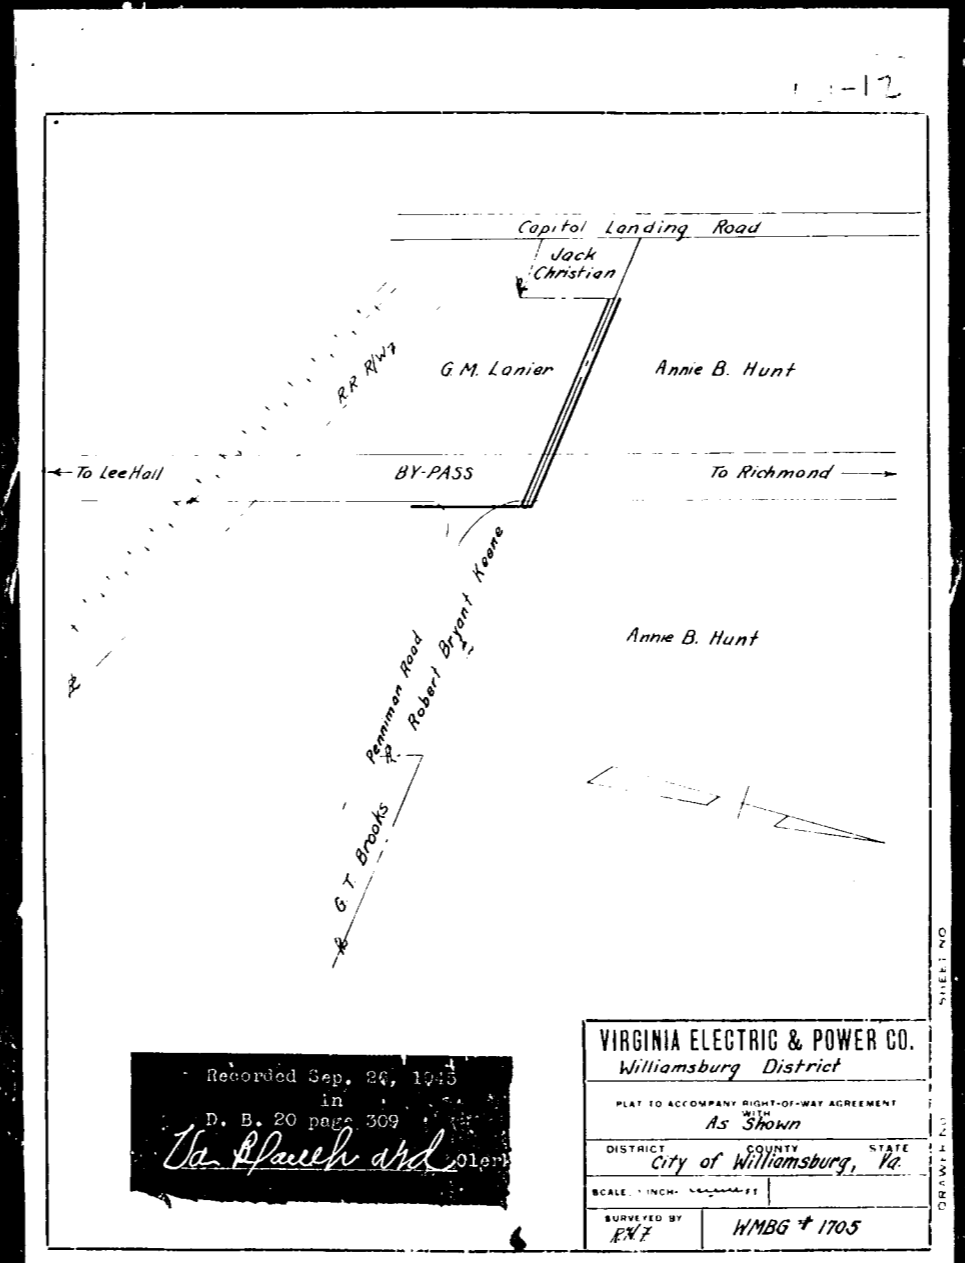 -12
Capitol Landing Road
Jack
Christian
R.R. R/W
G.M. Lanier
Annie B. Hunt
To Lee Hall
BY-PASS
To Richmond
Penniman Road
Robert Bryant Keene
Annie B. Hunt
G. T. Brooks
SHEET NO
VIRGINIA ELECTRIC & POWER CO.
Williamsburg District
PLAT TO ACCOMPANY RIGHT-OF-WAY AGREEMENT
WITH
As Shown
DISTRICT COUNTY STATE
City of Williamsburg, Va.
SCALE, 1 INCH= FT
SURVEYED BY
WMBG # 1705
Recorded Sep. 26, 1945
in
D. B. 20 page 309
Clerk